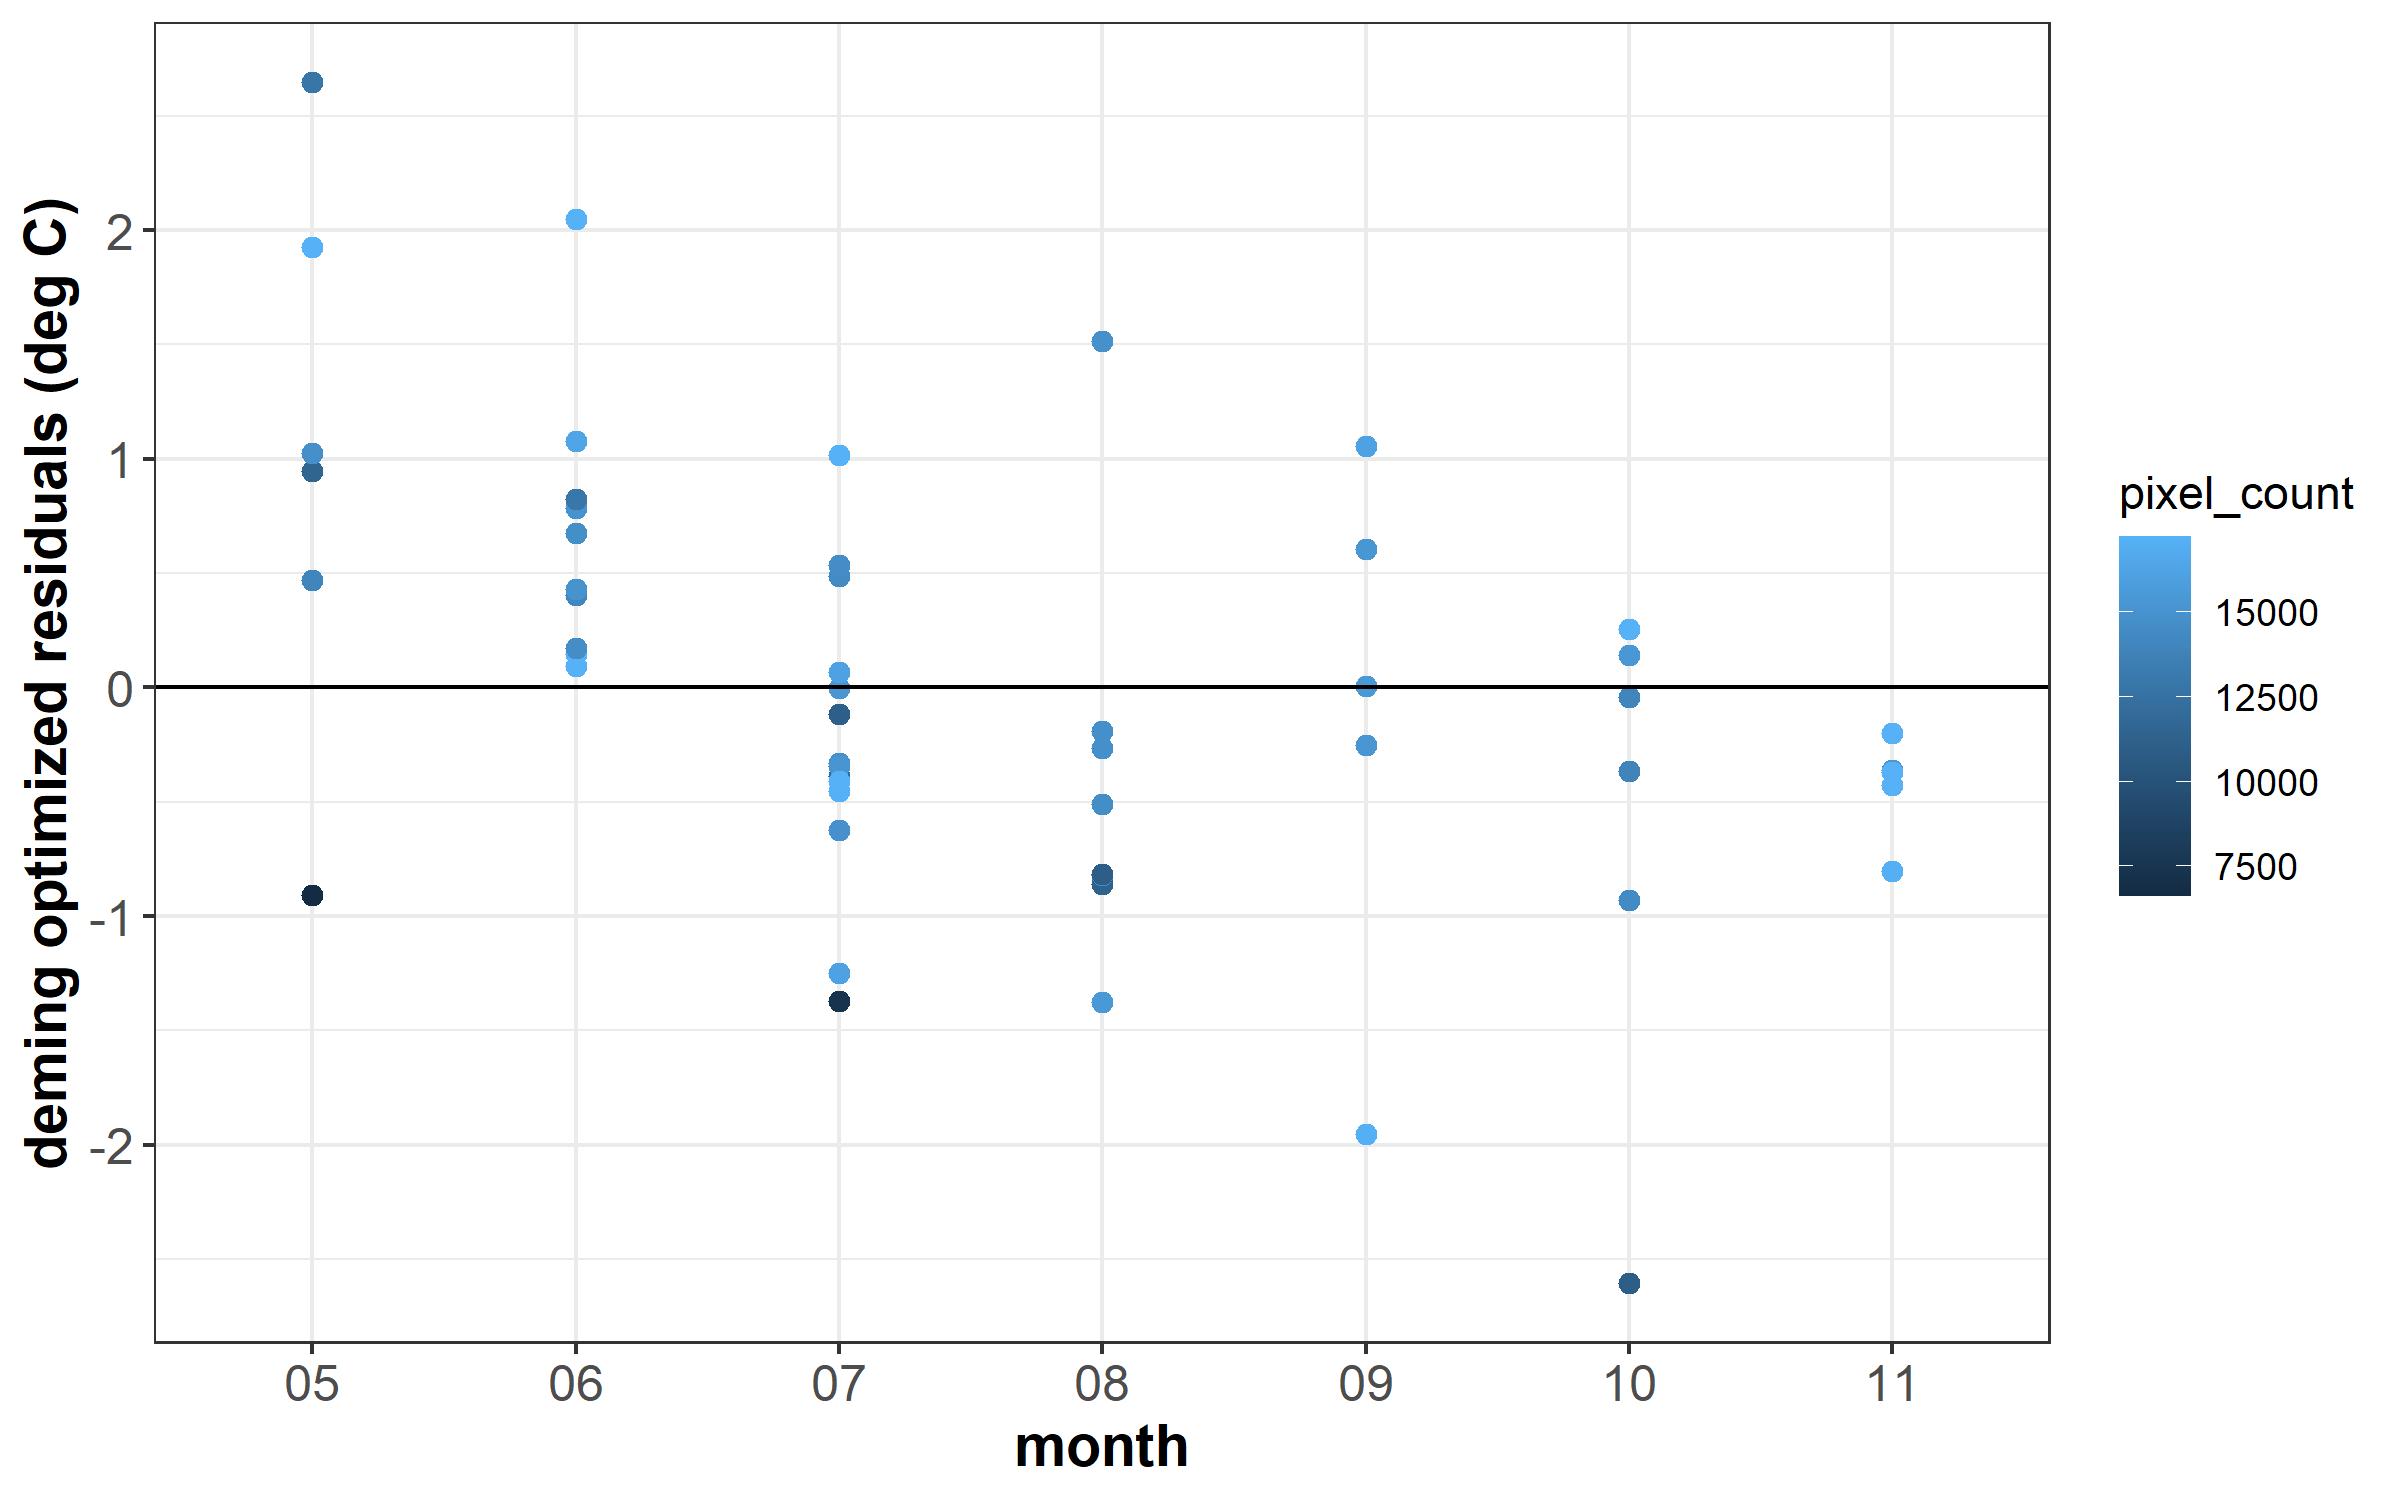 deming optimized residuals (deg C)
2
1
0
-1
-2
05 06 07 08 09 10 11
month
pixel_count
15000
12500
10000
7500